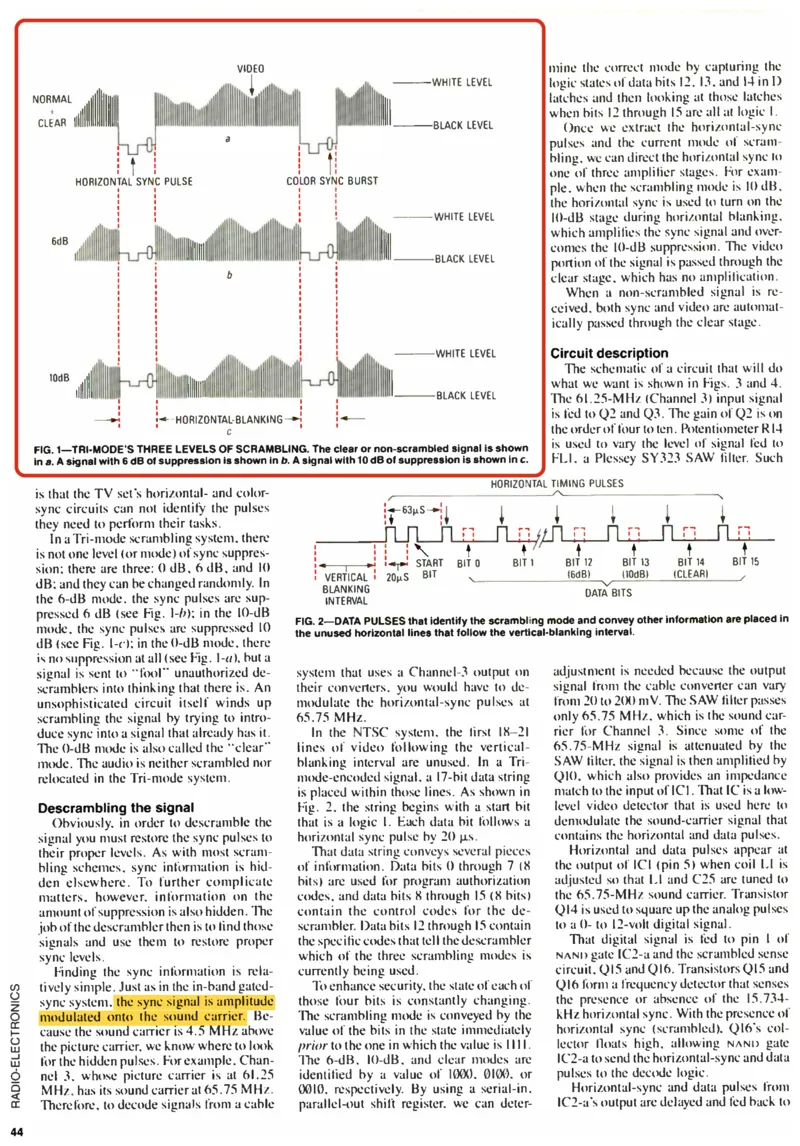 VIDEO
WHITE LEVEL
NORMAL
+
CLEAR
BLACK LEVEL
a
HORIZONTAL SYNC PULSE
COLOR SYNC BURST
WHITE LEVEL
6dB
BLACK LEVEL
b
WHITE LEVEL
10dB
BLACK LEVEL
HORIZONTAL-BLANKING
c
FIG. 1—TRI-MODE'S THREE LEVELS OF SCRAMBLING. The clear or non-scrambled signal is shown
in a. A signal with 6 dB of suppression is shown in b. A signal with 10 dB of suppression is shown in c.
is that the TV set's horizontal- and color-
sync circuits can not identify the pulses
they need to perform their tasks.
In a Tri-mode scrambling system, there
is not one level (or mode) of sync suppres-
sion; there are three: 0 dB, 6 dB, and 10
dB; and they can be changed randomly. In
the 6-dB mode, the sync pulses are sup-
pressed 6 dB (see Fig. 1-b); in the 10-dB
mode, the sync pulses are suppressed 10
dB (see Fig. 1-c); in the 0-dB mode, there
is no suppression at all (see Fig. 1-a), but a
signal is sent to "fool" unauthorized de-
scramblers into thinking that there is. An
unsophisticated circuit itself winds up
scrambling the signal by trying to intro-
duce sync into a signal that already has it.
The 0-dB mode is also called the "clear"
mode. The audio is neither scrambled nor
relocated in the Tri-mode system.
Descrambling the signal
Obviously, in order to descramble the
signal you must restore the sync pulses to
their proper levels. As with most scram-
bling schemes, sync information is hid-
den elsewhere. To further complicate
matters, however, information on the
amount of suppression is also hidden. The
job of the descrambler then is to find those
signals and use them to restore proper
sync levels.
Finding the sync information is rela-
tively simple. Just as in the in-band gated-
sync system, the sync signal is amplitude
modulated onto the sound carrier. Be-
cause the sound carrier is 4.5 MHz above
the picture carrier, we know where to look
for the hidden pulses. For example, Chan-
nel 3, whose picture carrier is at 61.25
MHz, has its sound carrier at 65.75 MHz.
Therefore, to decode signals from a cable
HORIZONTAL TIMING PULSES
63µS
START
BIT
BIT 0
BIT 1
BIT 12
(6dB)
BIT 13
(10dB)
BIT 14
(CLEAR)
BIT 15
VERTICAL
BLANKING
INTERVAL
20µS
DATA BITS
FIG. 2—DATA PULSES that identify the scrambling mode and convey other information are placed in
the unused horizontal lines that follow the vertical-blanking interval.
system that uses a Channel-3 output on
their converters, you would have to de-
modulate the horizontal-sync pulses at
65.75 MHz.
In the NTSC system, the first 18–21
lines of video following the vertical-
blanking interval are unused. In a Tri-
mode-encoded signal, a 17-bit data string
is placed within those lines. As shown in
Fig. 2, the string begins with a start bit
that is a logic 1. Each data bit follows a
horizontal sync pulse by 20 µs.
That data string conveys several pieces
of information. Data bits 0 through 7 (8
bits) are used for program authorization
codes, and data bits 8 through 15 (8 bits)
contain the control codes for the de-
scrambler. Data bits 12 through 15 contain
the specific codes that tell the descrambler
which of the three scrambling modes is
currently being used.
To enhance security, the state of each of
those four bits is constantly changing.
The scrambling mode is conveyed by the
value of the bits in the state immediately
prior to the one in which the value is 1111.
The 6-dB, 10-dB, and clear modes are
identified by a value of 1000, 0100, or
0010, respectively. By using a serial-in,
parallel-out shift register, we can deter-
mine the correct mode by capturing the
logic states of data bits 12, 13, and 14 in D
latches and then looking at those latches
when bits 12 through 15 are all at logic 1.
Once we extract the horizontal-sync
pulses and the current mode of scram-
bling, we can direct the horizontal sync to
one of three amplifier stages. For exam-
ple, when the scrambling mode is 10 dB,
the horizontal sync is used to turn on the
10-dB stage during horizontal blanking,
which amplifies the sync signal and over-
comes the 10-dB suppression. The video
portion of the signal is passed through the
clear stage, which has no amplification.
When a non-scrambled signal is re-
ceived, both sync and video are automat-
ically passed through the clear stage.
Circuit description
The schematic of a circuit that will do
what we want is shown in Figs. 3 and 4.
The 61.25-MHz (Channel 3) input signal
is fed to Q2 and Q3. The gain of Q2 is on
the order of four to ten. Potentiometer R14
is used to vary the level of signal fed to
FL1, a Plessey SY323 SAW filter. Such
adjustment is needed because the output
signal from the cable converter can vary
from 20 to 200 mV. The SAW filter passes
only 65.75 MHz, which is the sound car-
rier for Channel 3. Since some of the
65.75-MHz signal is attenuated by the
SAW filter, the signal is then amplified by
Q10, which also provides an impedance
match to the input of IC1. That IC is a low-
level video detector that is used here to
demodulate the sound-carrier signal that
contains the horizontal and data pulses.
Horizontal and data pulses appear at
the output of IC1 (pin 5) when coil L1 is
adjusted so that L1 and C25 are tuned to
the 65.75-MHz sound carrier. Transistor
Q14 is used to square up the analog pulses
to a 0- to 12-volt digital signal.
That digital signal is fed to pin 1 of
NAND gate IC2-a and the scrambled sense
circuit, Q15 and Q16. Transistors Q15 and
Q16 form a frequency detector that senses
the presence or absence of the 15.734-
kHz horizontal sync. With the presence of
horizontal sync (scrambled), Q16's col-
lector floats high, allowing NAND gate
IC2-a to send the horizontal-sync and data
pulses to the decode logic.
Horizontal-sync and data pulses from
IC2-a's output are delayed and fed back to
RADIO-ELECTRONICS
44